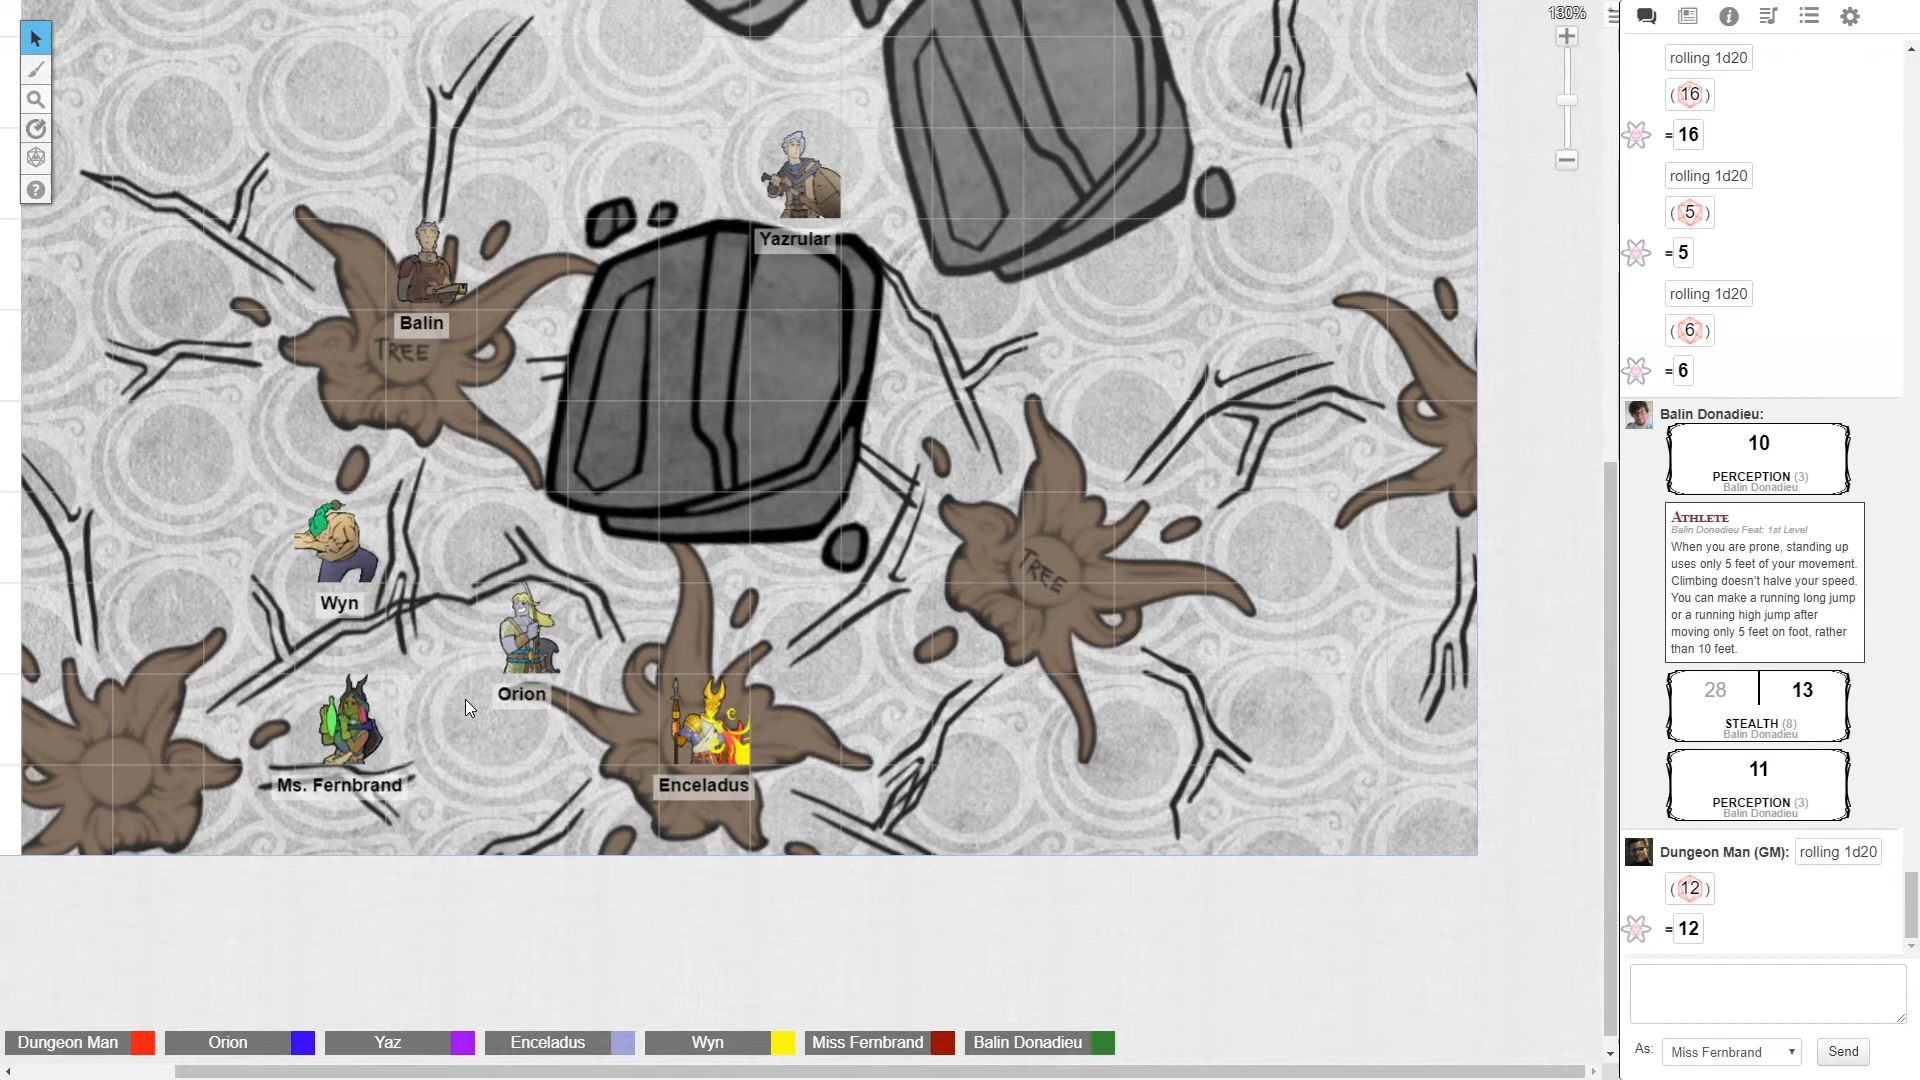 130%
rolling 1d20
(16)
=16
rolling 1d20
(5)
=5
rolling 1d20
(6)
=6
Balin Donadieu:
10
PERCEPTION (3)
Balin Donadieu
ATHLETE
Balin Donadieu Feat: 1st Level
When you are prone, standing up
uses only 5 feet of your movement.
Climbing doesn't halve your speed.
You can make a running long jump
or a running high jump after
moving only 5 feet on foot, rather
than 10 feet.
28 13
STEALTH (8)
Balin Donadieu
11
PERCEPTION (3)
Balin Donadieu
Dungeon Man (GM): rolling 1d20
(12)
=12
As: Miss Fernbrand Send
Yazrular
Balin
TREE
Wyn
TREE
Orion
Ms. Fernbrand
Enceladus
Dungeon Man Orion Yaz Enceladus Wyn Miss Fernbrand Balin Donadieu